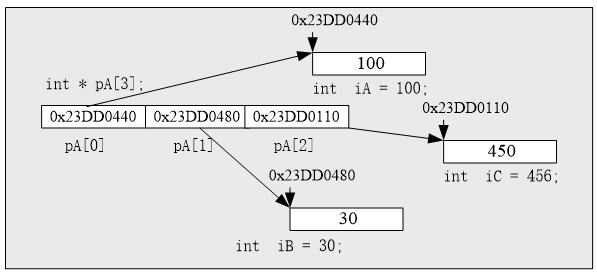 0x23DD0440
100
int * pA[3];
int iA = 100;
0x23DD0110
0x23DD0440 0x23DD0480 0x23DD0110
pA[0] pA[1] pA[2]
450
0x23DD0480
int iC = 456;
30
int iB = 30;